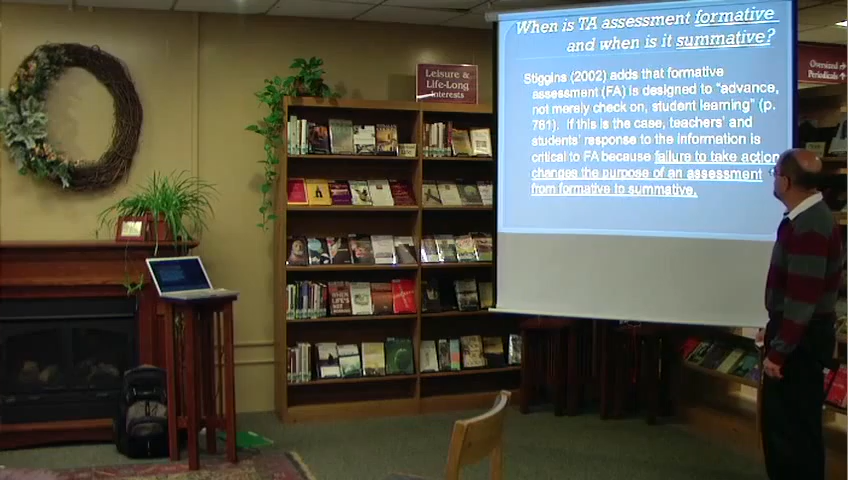 When is TA assessment formative
and when is it summative?
Stiggins (2002) adds that formative
assessment (FA) is designed to "advance,
not merely check on, student learning" (p.
761). If this is the case, teachers' and
students' response to the information is
critical to FA because failure to take action
changes the purpose of an assessment
from formative to summative.
Leisure &
Life-Long
Interests
Oversized
Periodicals